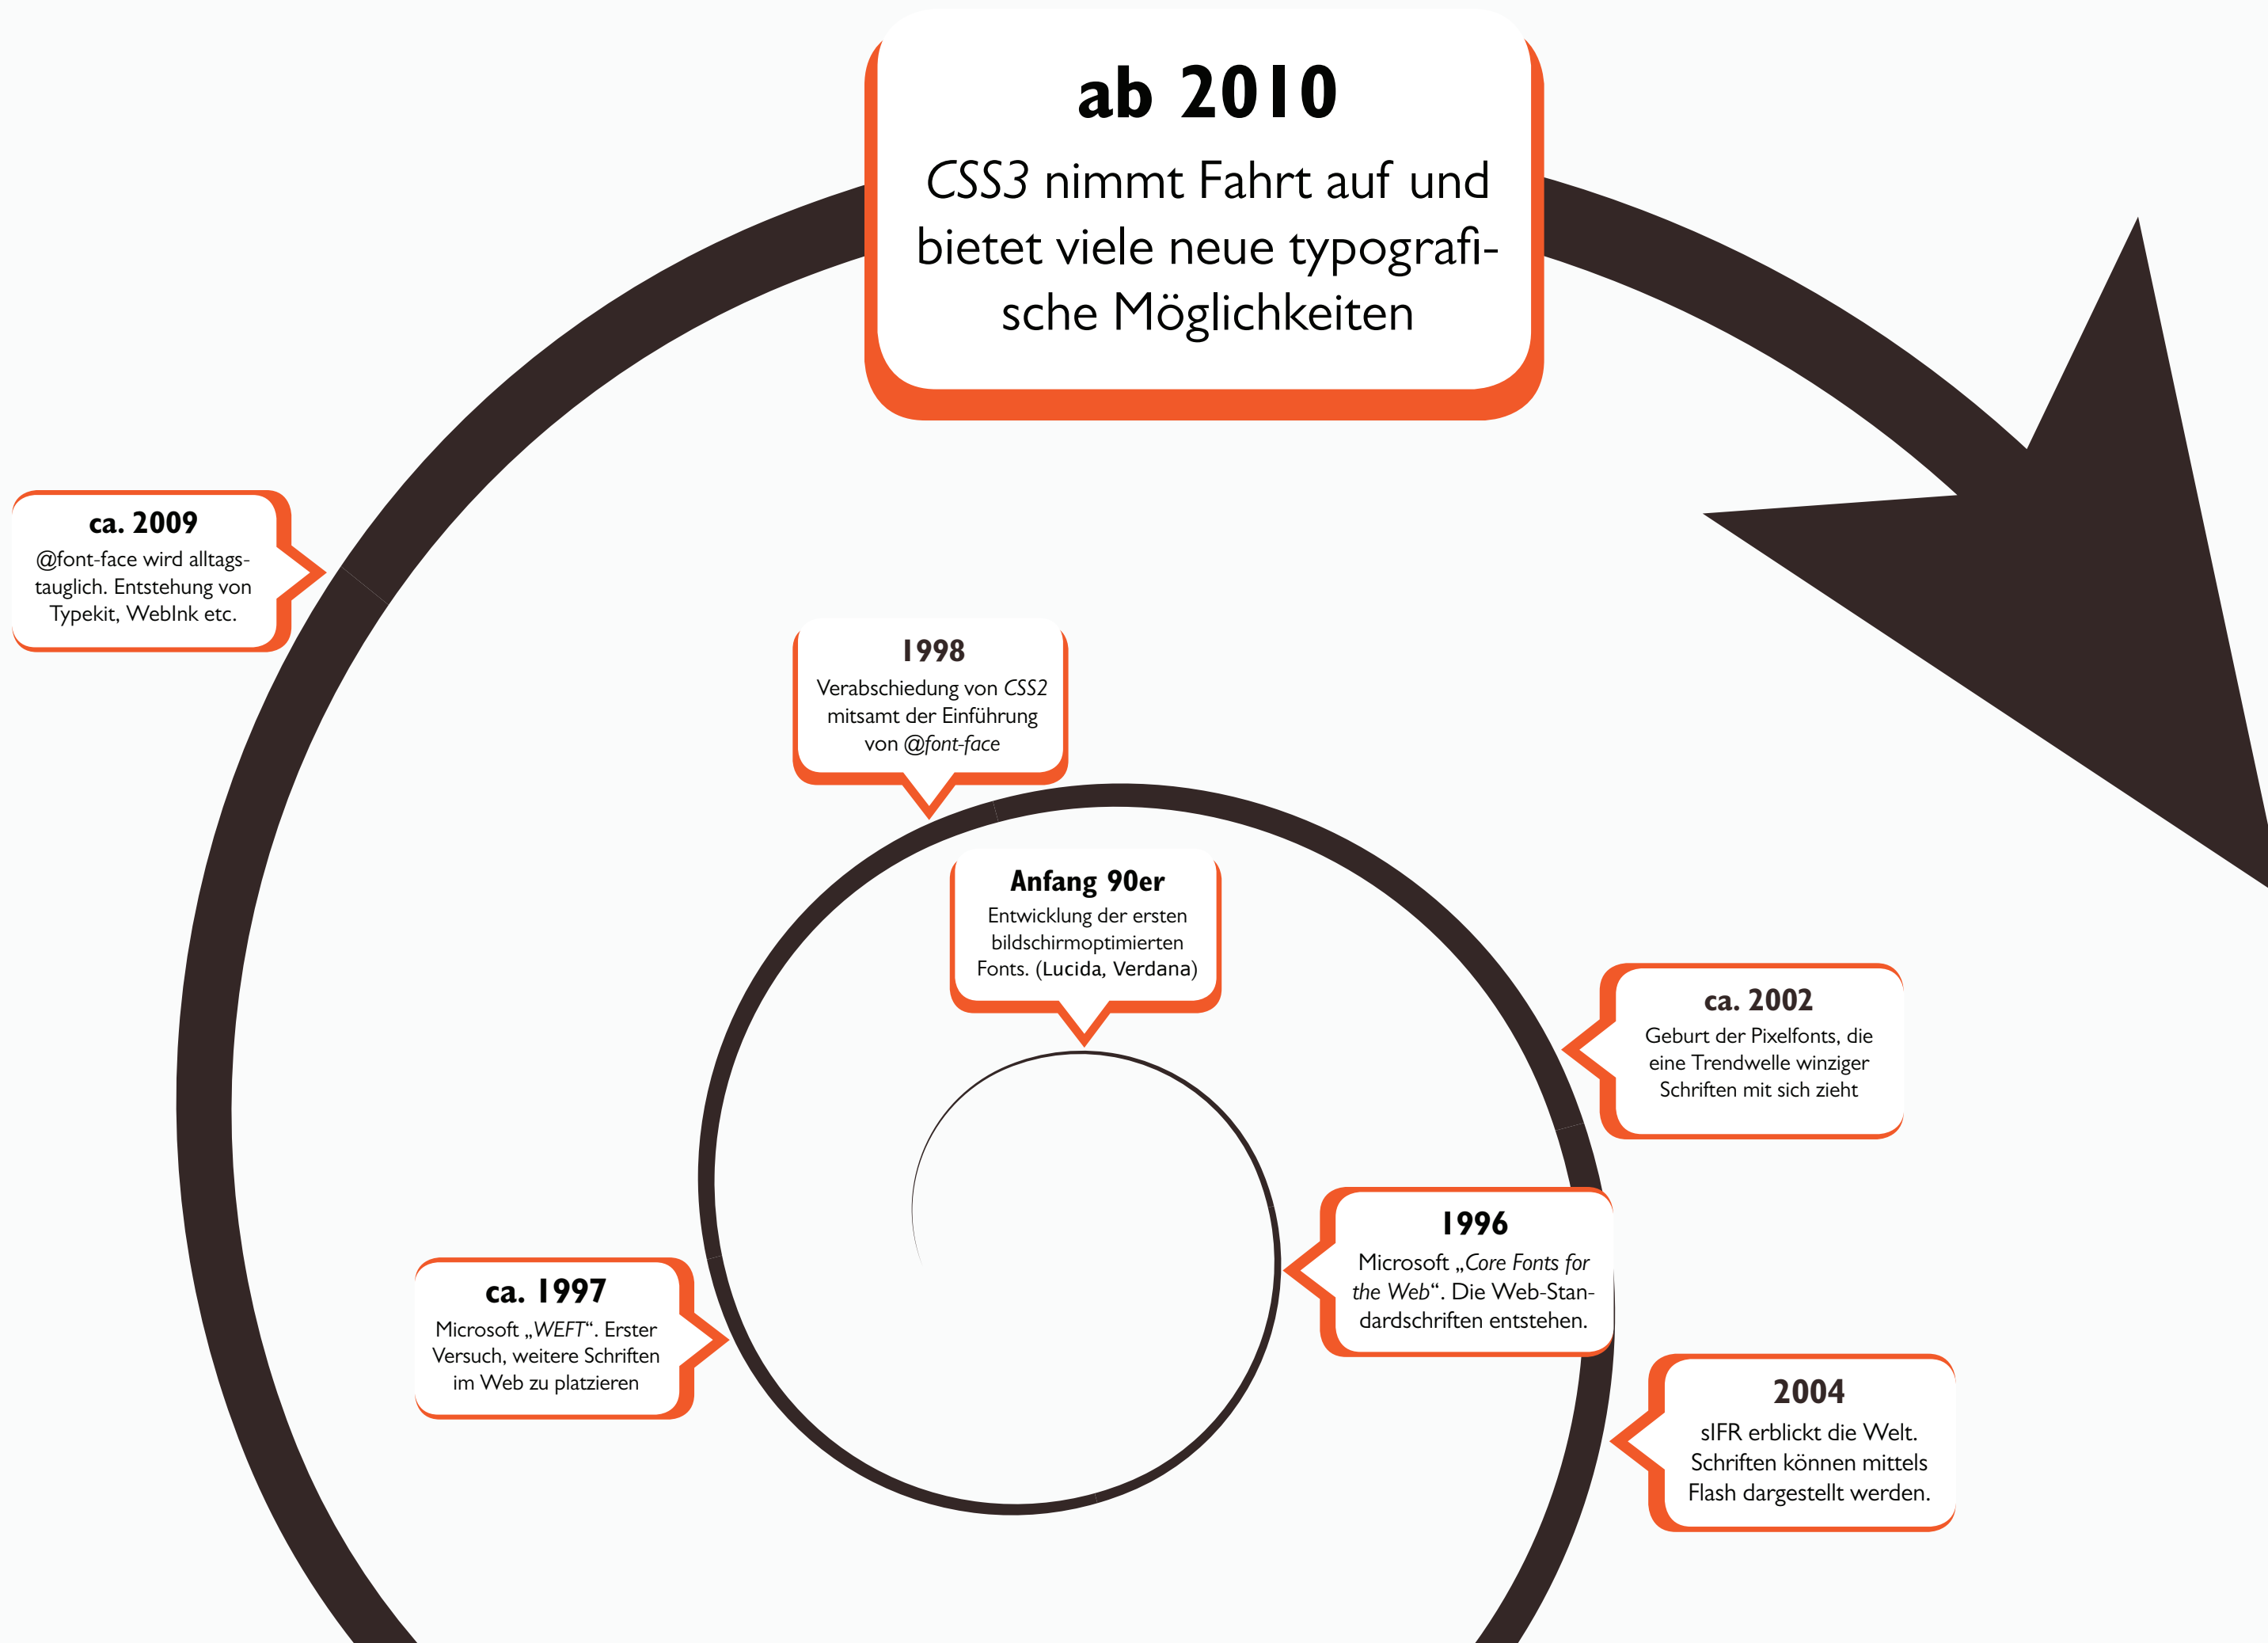 ab 2010
CSS3 nimmt Fahrt auf und
bietet viele neue typografi-
sche Möglichkeiten
ca. 2009
@font-face wird alltags-
tauglich. Entstehung von
Typekit, WebInk etc.
1998
Verabschiedung von CSS2
mitsamt der Einführung
von @font-face
Anfang 90er
Entwicklung der ersten
bildschirmoptimierten
Fonts. (Lucida, Verdana)
ca. 2002
Geburt der Pixelfonts, die
eine Trendwelle winziger
Schriften mit sich zieht
1996
Microsoft „Core Fonts for
the Web“. Die Web-Stan-
dardschriften entstehen.
ca. 1997
Microsoft „WEFT“. Erster
Versuch, weitere Schriften
im Web zu platzieren
2004
sIFR erblickt die Welt.
Schriften können mittels
Flash dargestellt werden.